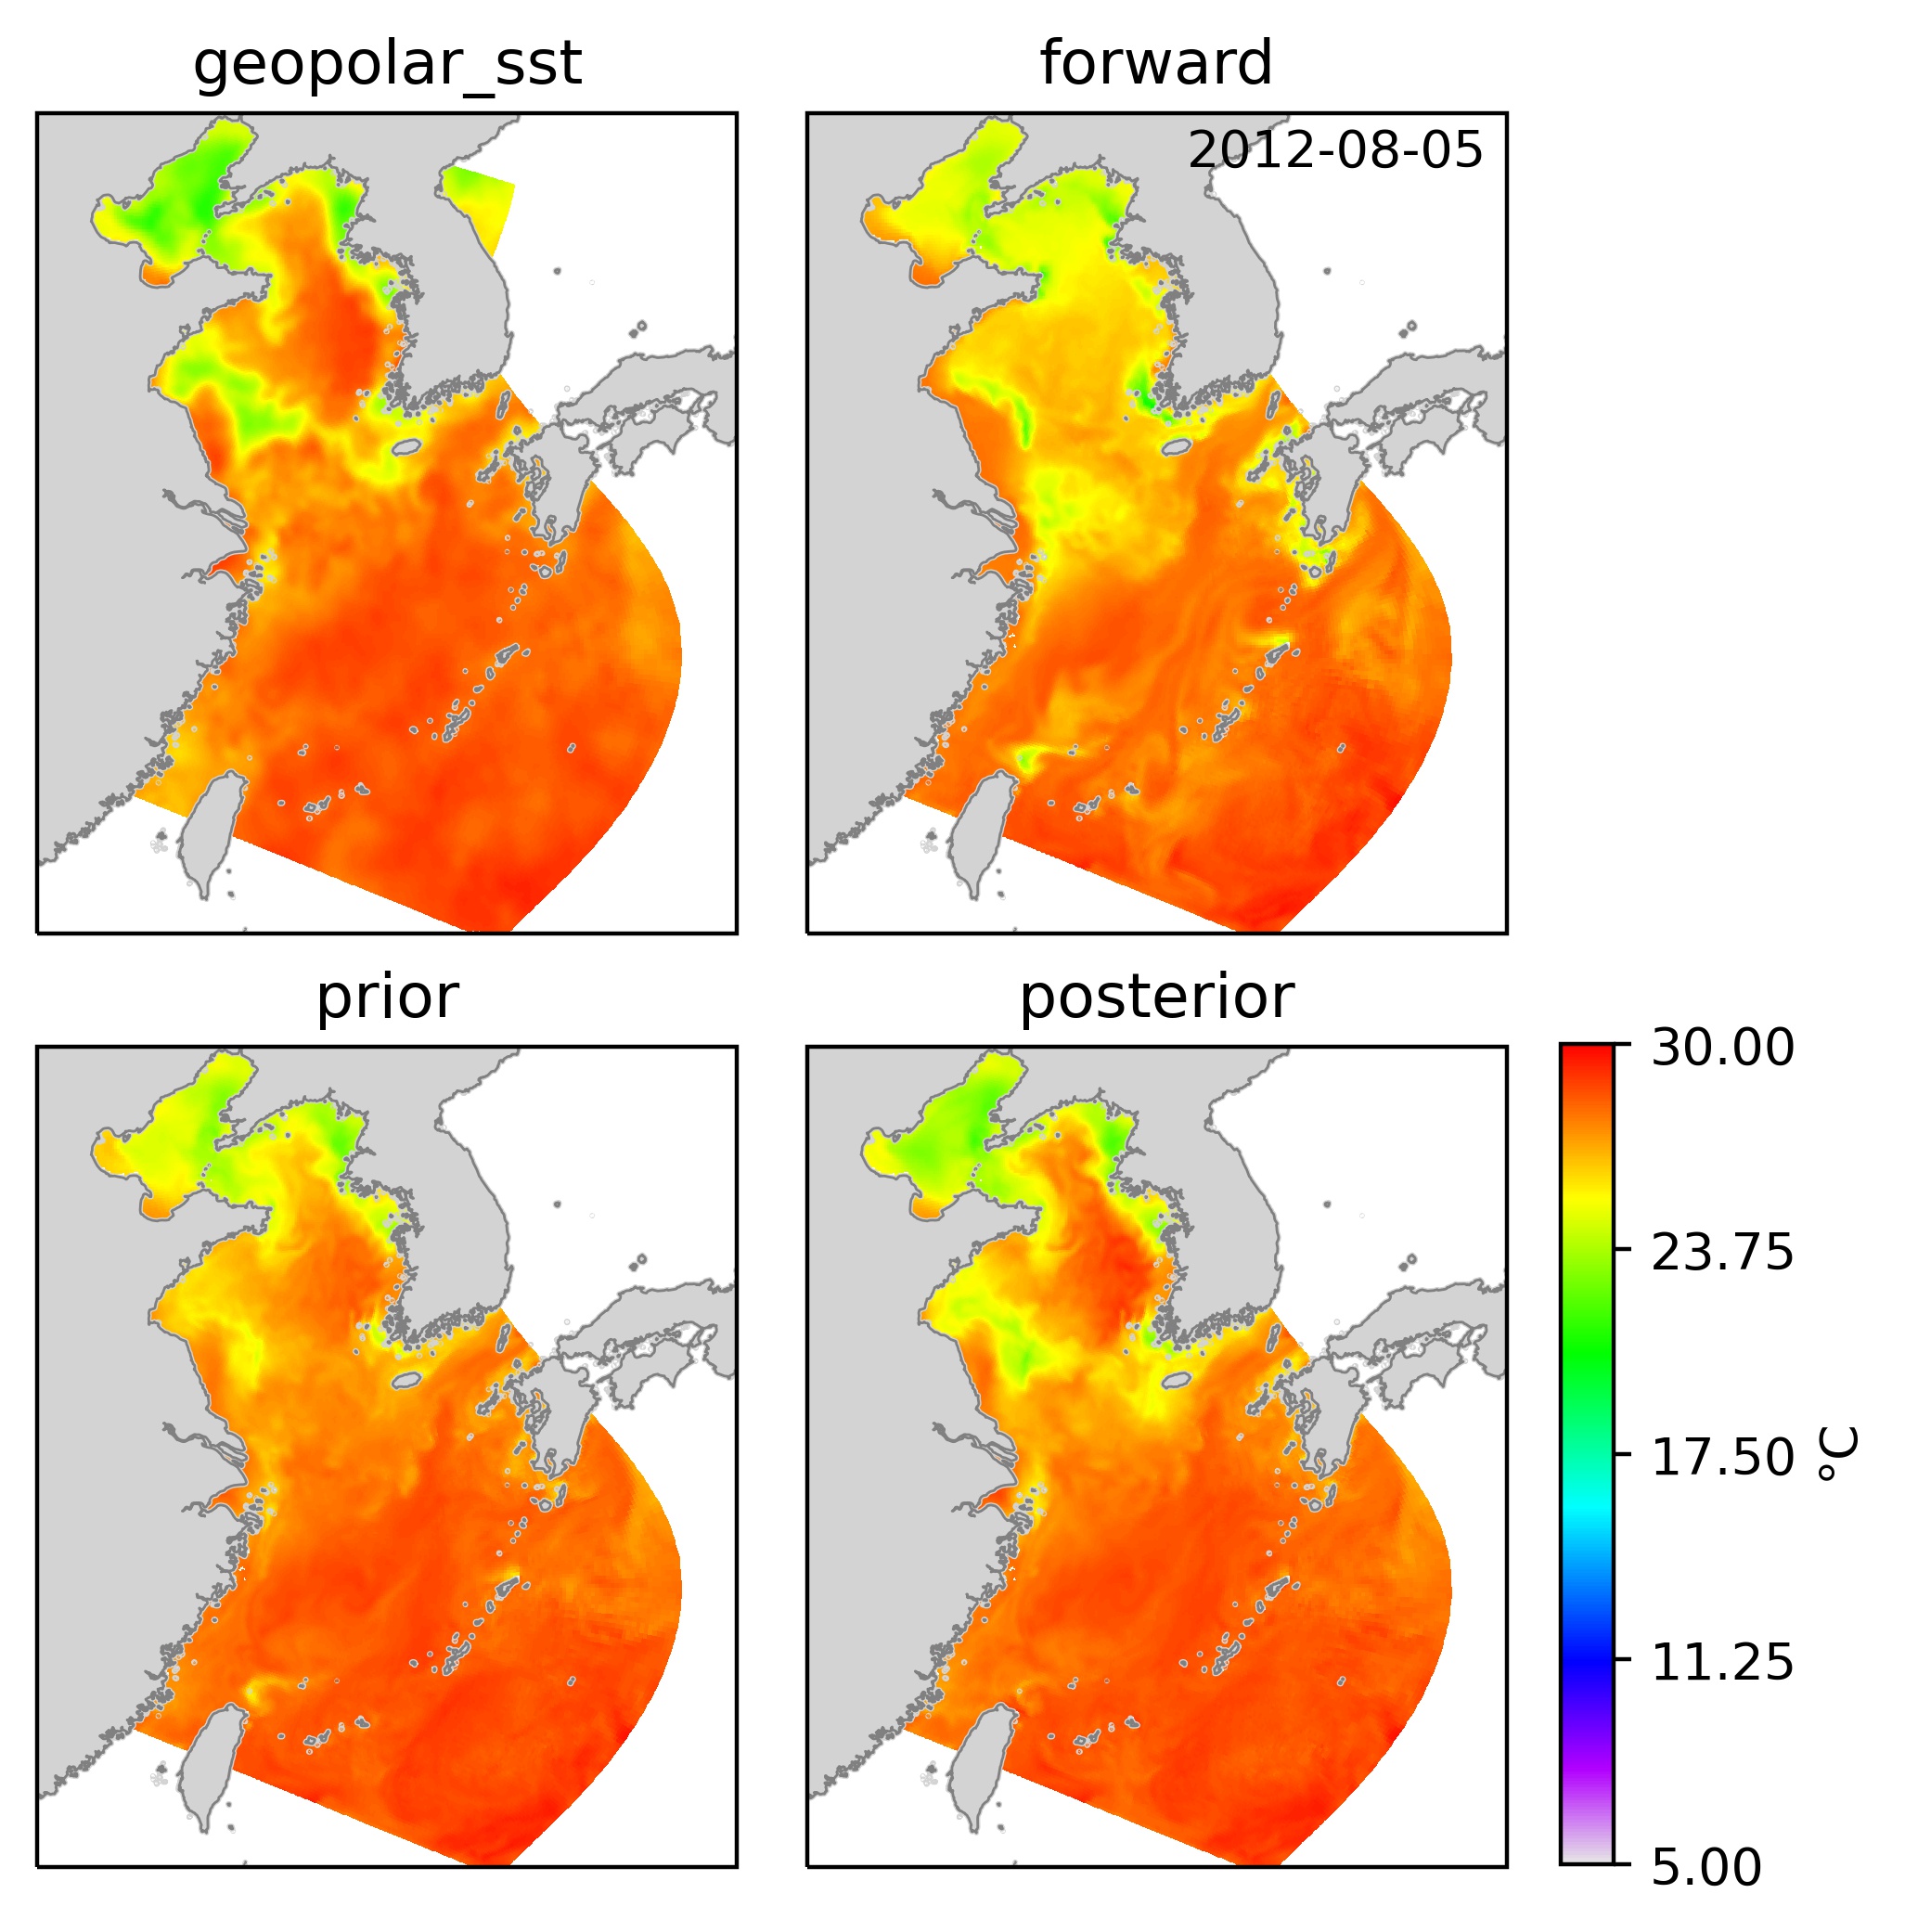 geopolar_sst
forward
2012-08-05
prior
posterior
30.00
23.75
17.50
11.25
5.00
°C